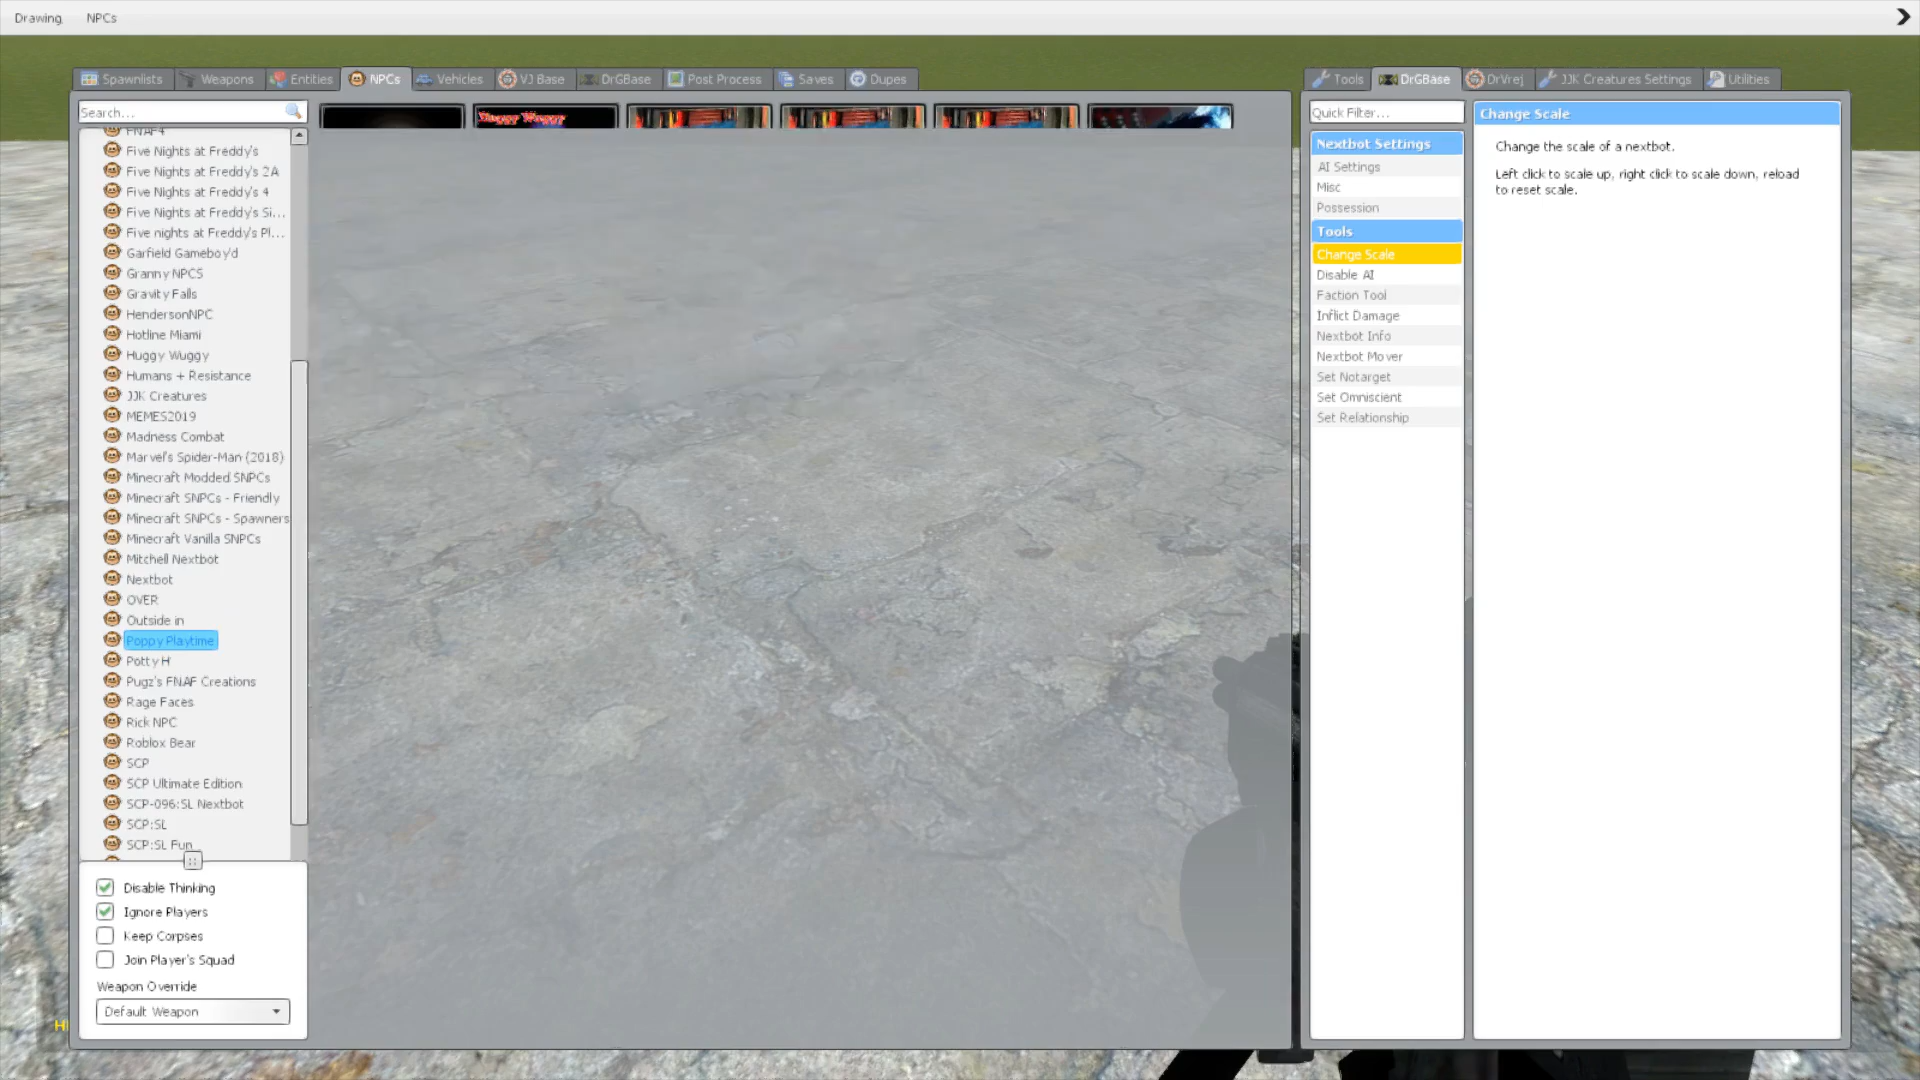 Drawing NPCs
Spawnlists Weapons Entities NPCs Vehicles VJ Base DrGBase Post Process Saves Dupes
Tools DrGBase DrVrej JJK Creatures Settings Utilities
Search...
Huggy Wuggy
FNAF4
Five Nights at Freddy's
Five Nights at Freddy's 2A
Five Nights at Freddy's 4
Five Nights at Freddy's Si...
Five nights at Freddy's Pl...
Garfield Gameboy'd
Granny NPCS
Gravity Falls
HendersonNPC
Hotline Miami
Huggy Wuggy
Humans + Resistance
JJK Creatures
MEMES2019
Madness Combat
Marvel's Spider-Man (2018)
Minecraft Modded SNPCs
Minecraft SNPCs - Friendly
Minecraft SNPCs - Spawners
Minecraft Vanilla SNPCs
Mitchell Nextbot
Nextbot
OVER
Outside in
Poppy Playtime
Potty H
Pugz's FNAF Creations
Rage Faces
Rick NPC
Roblox Bear
SCP
SCP Ultimate Edition
SCP-096:SL Nextbot
SCP:SL
SCP:SL Fun
Disable Thinking
Ignore Players
Keep Corpses
Join Player's Squad
Weapon Override
Default Weapon
Quick Filter...
Nextbot Settings
AI Settings
Misc
Possession
Tools
Change Scale
Disable AI
Faction Tool
Inflict Damage
Nextbot Info
Nextbot Mover
Set Notarget
Set Omniscient
Set Relationship
Change Scale
Change the scale of a nextbot.
Left click to scale up, right click to scale down, reload
to reset scale.